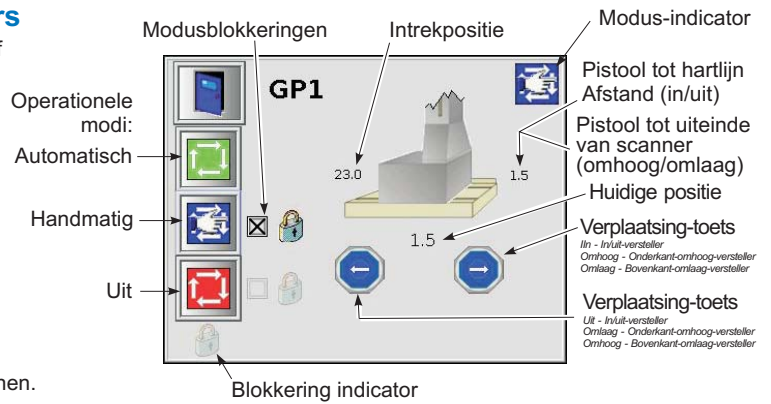 rs
f
Modusblokkeringen
Intrekpositie
Modus-indicator
GP1
Operationele
modi:
Automatisch
Handmatig
Uit
23.0
1.5
1.5
Pistool tot hartlijn
Afstand (in/uit)
Pistool tot uiteinde
van scanner
(omhoog/omlaag)
Huidige positie
Verplaatsing-toets
IIn - In/uit-versteller
Omhoog - Onderkant-omhoog-versteller
Omlaag - Bovenkant-omlaag-versteller
Verplaatsing-toets
Uit - In/uit-versteller
Omlaag - Onderkant-omhoog-versteller
Omhoog - Bovenkant-omlaag-versteller
nen.
Blokkering indicator